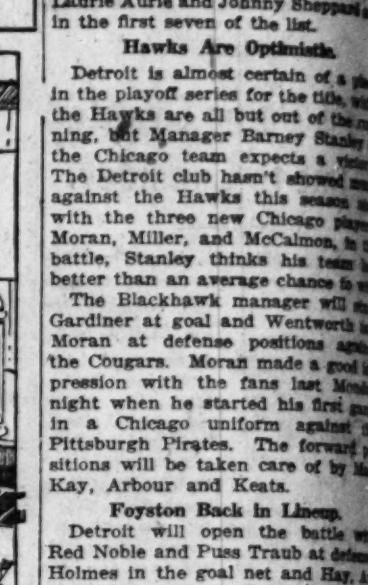 Laurie Aurie and Johnny Sheppard
in the first seven of the list.
Hawks Are Optimistic.
Detroit is almost certain of a
in the playoff series for the title,
the Hawks are all but out of the
ning, but Manager Barney Stanley
the Chicago team expects a
The Detroit club hasn't showed
against the Hawks this season
with the three new Chicago
Moran, Miller, and McCalmon, in
battle, Stanley thinks his team
better than an average chance to
The Blackhawk manager will
Gardiner at goal and Wentworth
Moran at defense positions
the Cougars. Moran made a good
pression with the fans last
night when he started his first
in a Chicago uniform against
Pittsburgh Pirates. The forward
sitions will be taken care of by
Kay, Arbour and Keats.
Foyston Back in Lineup.
Detroit will open the battle
Red Noble and Puss Traub at
Holmes in the goal net and Hay,